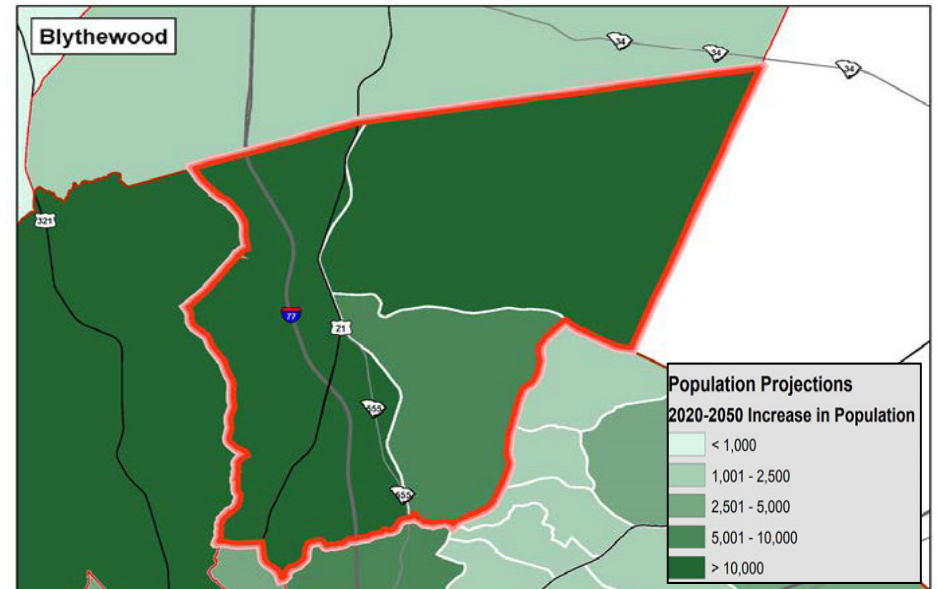 Blythewood
34
34
34
321
77
21
555
555
Population Projections
2020-2050 Increase in Population
< 1,000
1,001 - 2,500
2,501 - 5,000
5,001 - 10,000
> 10,000